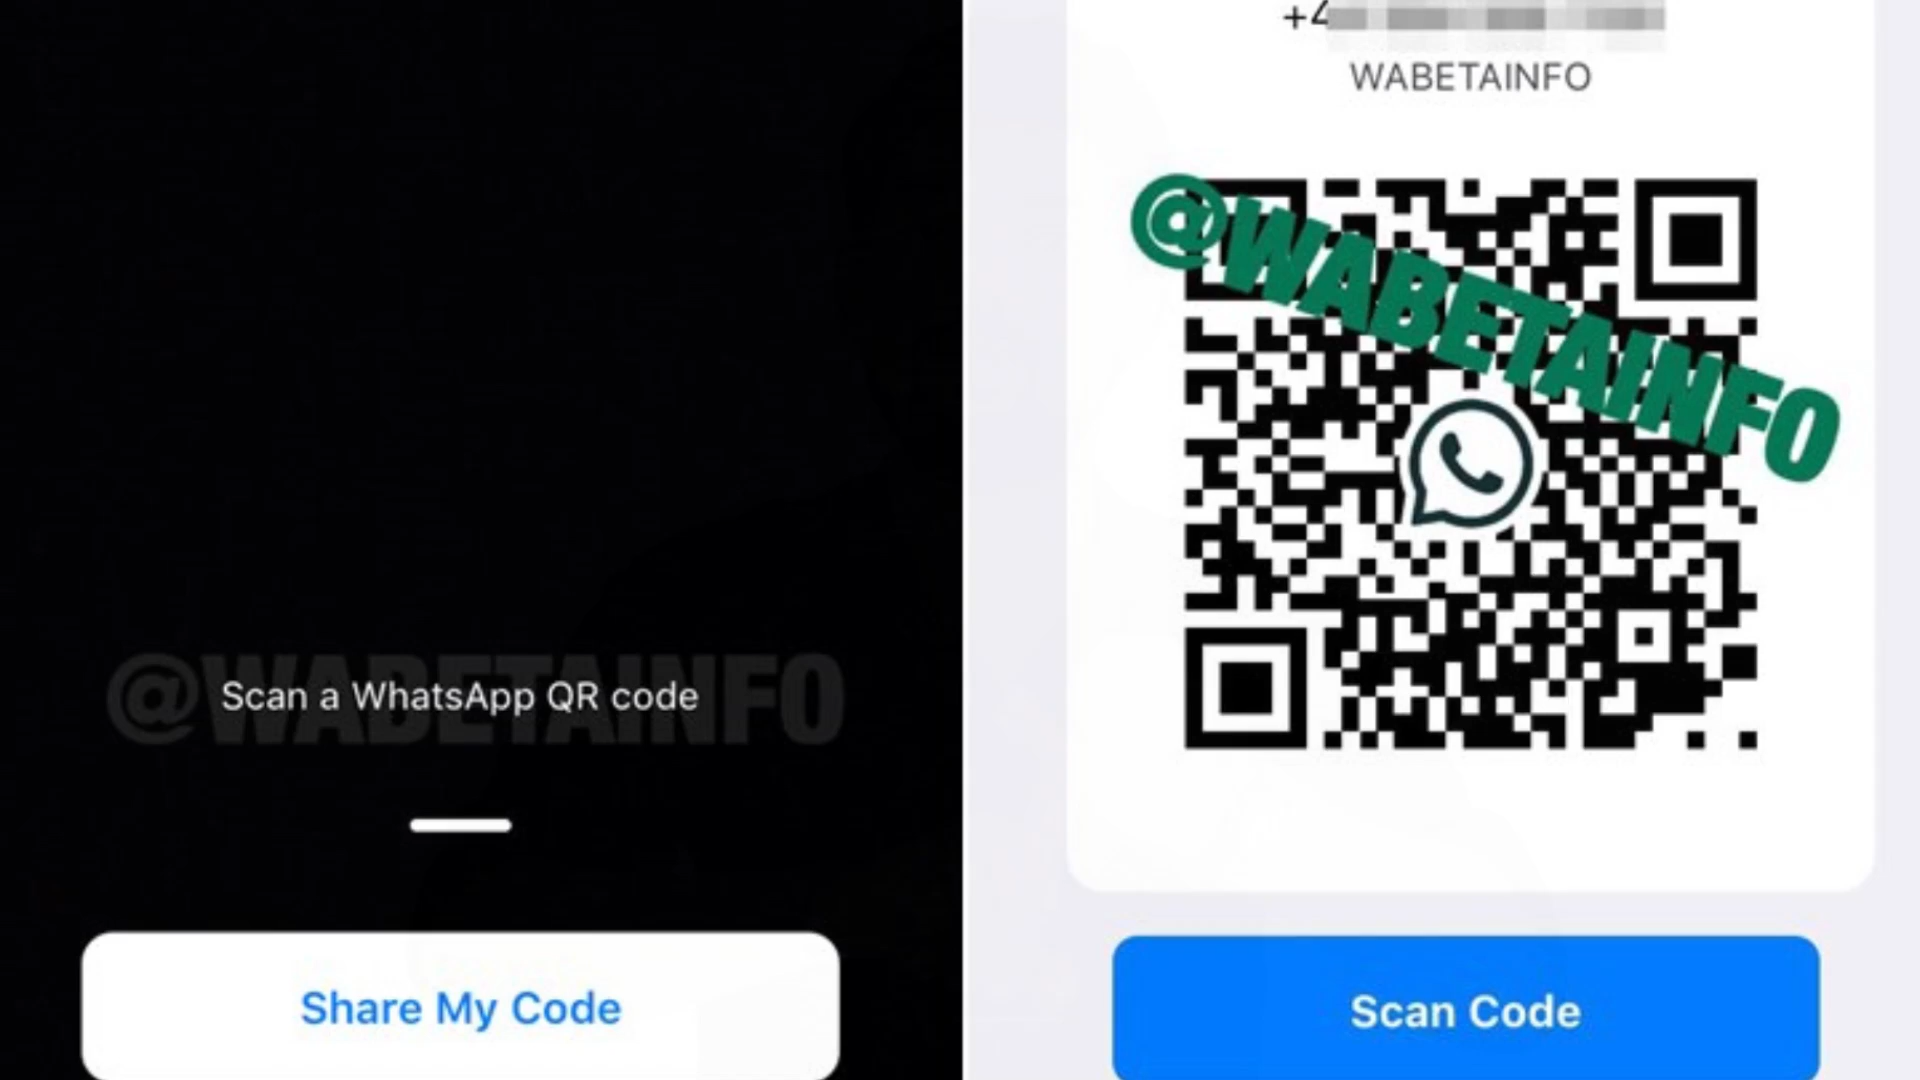 @WABETAINFO
Scan a WhatsApp QR code
Share My Code
+4
WABETAINFO
@WABETAINFO
Scan Code